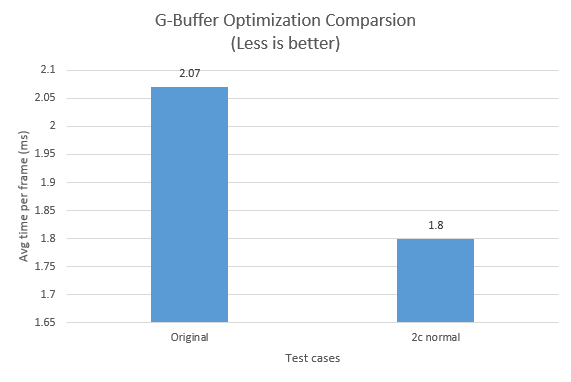 G-Buffer Optimization Comparsion
(Less is better)
2.1
2.05
2
1.95
1.9
1.85
1.8
1.75
1.7
1.65
Avg time per frame (ms)
2.07
1.8
Original
2c normal
Test cases